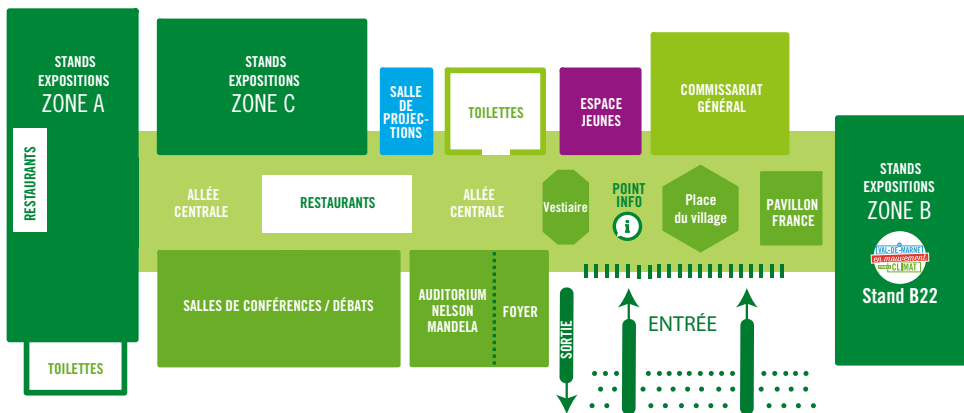 STANDS
EXPOSITIONS
ZONE A
RESTAURANTS
TOILETTES
STANDS
EXPOSITIONS
ZONE C
SALLE
DE
PROJEC-
TIONS
TOILETTES
ESPACE
JEUNES
COMMISSARIAT
GÉNÉRAL
ALLÉE
CENTRALE
RESTAURANTS
ALLÉE
CENTRALE
Vestiaire
POINT
INFO
i
Place
du village
PAVILLON
FRANCE
STANDS
EXPOSITIONS
ZONE B
VAL-DE-MARNE
en mouvement
CLIMAT
Stand B22
SALLES DE CONFÉRENCES / DÉBATS
AUDITORIUM
NELSON
MANDELA
FOYER
SORTIE
ENTRÉE